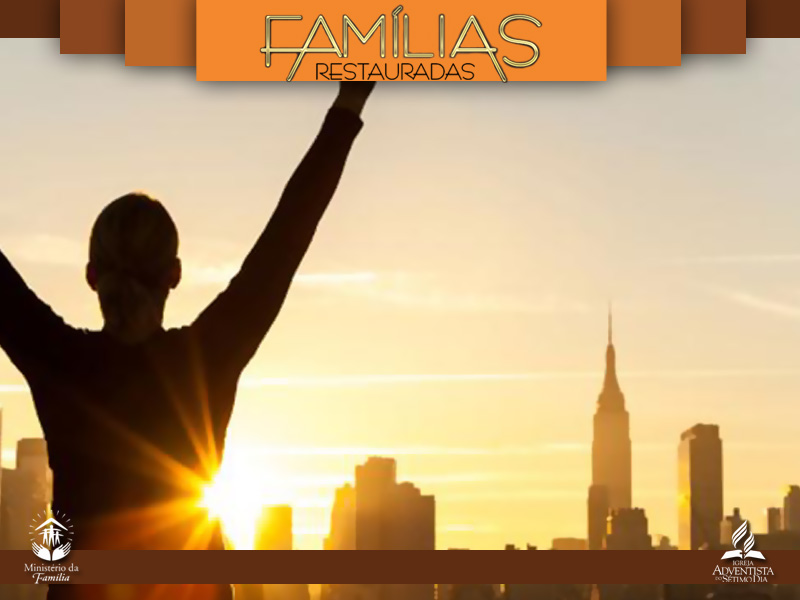 FAMÍLIAS
RESTAURADAS
Ministério da
Família
IGREJA
ADVENTISTA
DO SÉTIMO DIA